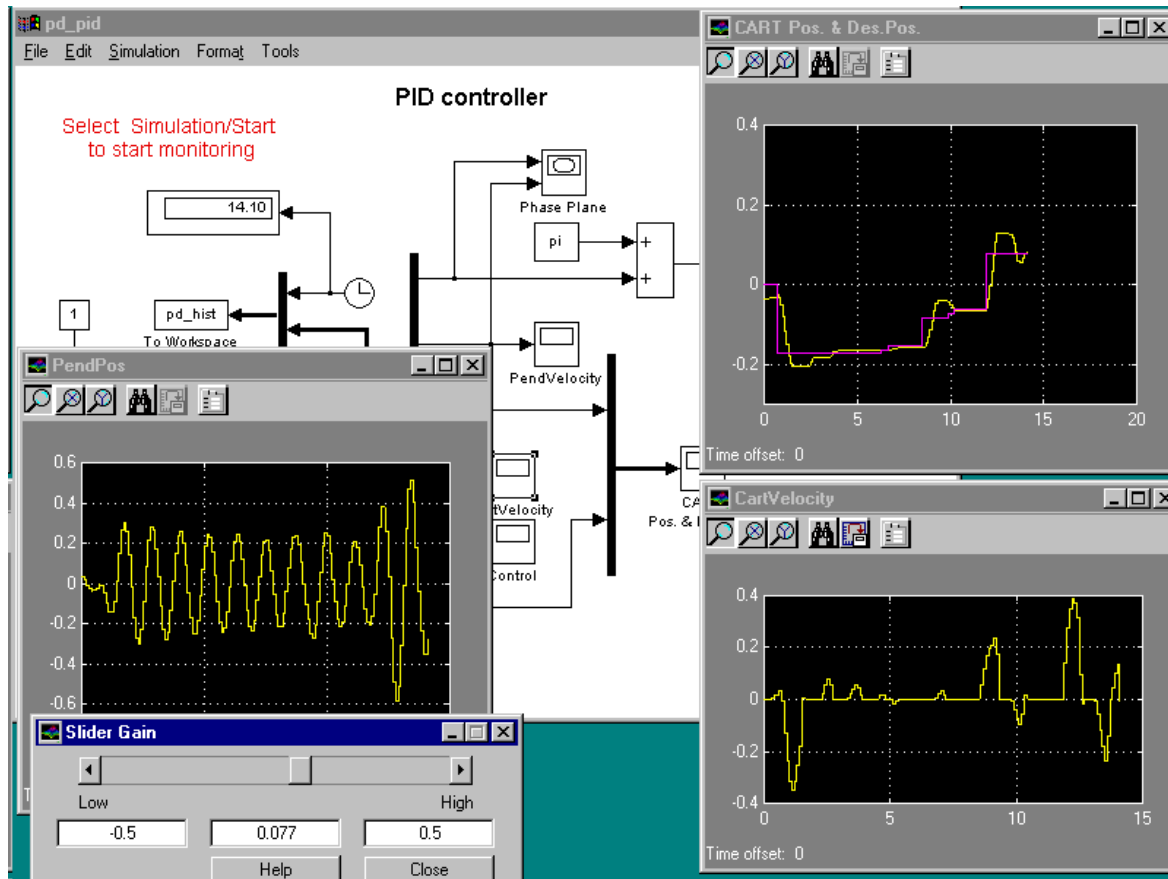 pd_pid
File Edit Simulation Format Tools
PID controller
Select Simulation/Start
to start monitoring
14.10
Phase Plane
pi
+
+
1
pd_hist
To Workspace
PendVelocity
tVelocity
Control
Pos. &
CART Pos. & Des.Pos.
0.4
0.2
0
-0.2
0 5 10 15 20
Time offset: 0
PendPos
0.6
0.4
0.2
0
-0.2
-0.4
-0.6
CartVelocity
0.4
0.2
0
-0.2
-0.4
0 5 10 15
Time offset: 0
Slider Gain
Low High
-0.5 0.077 0.5
Help Close